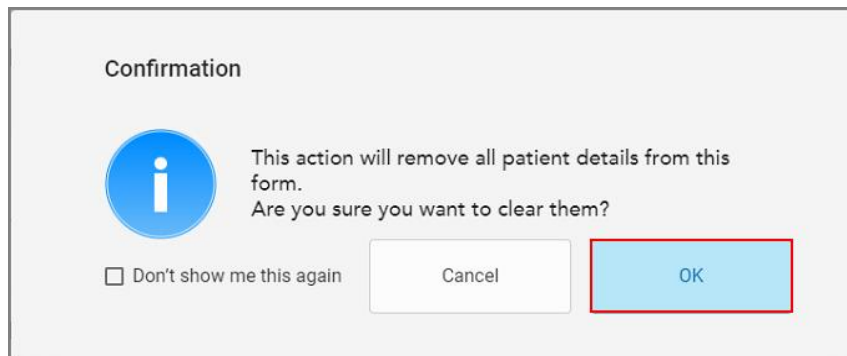 Confirmation
This action will remove all patient details from this
form.
Are you sure you want to clear them?
Don't show me this again
Cancel
OK